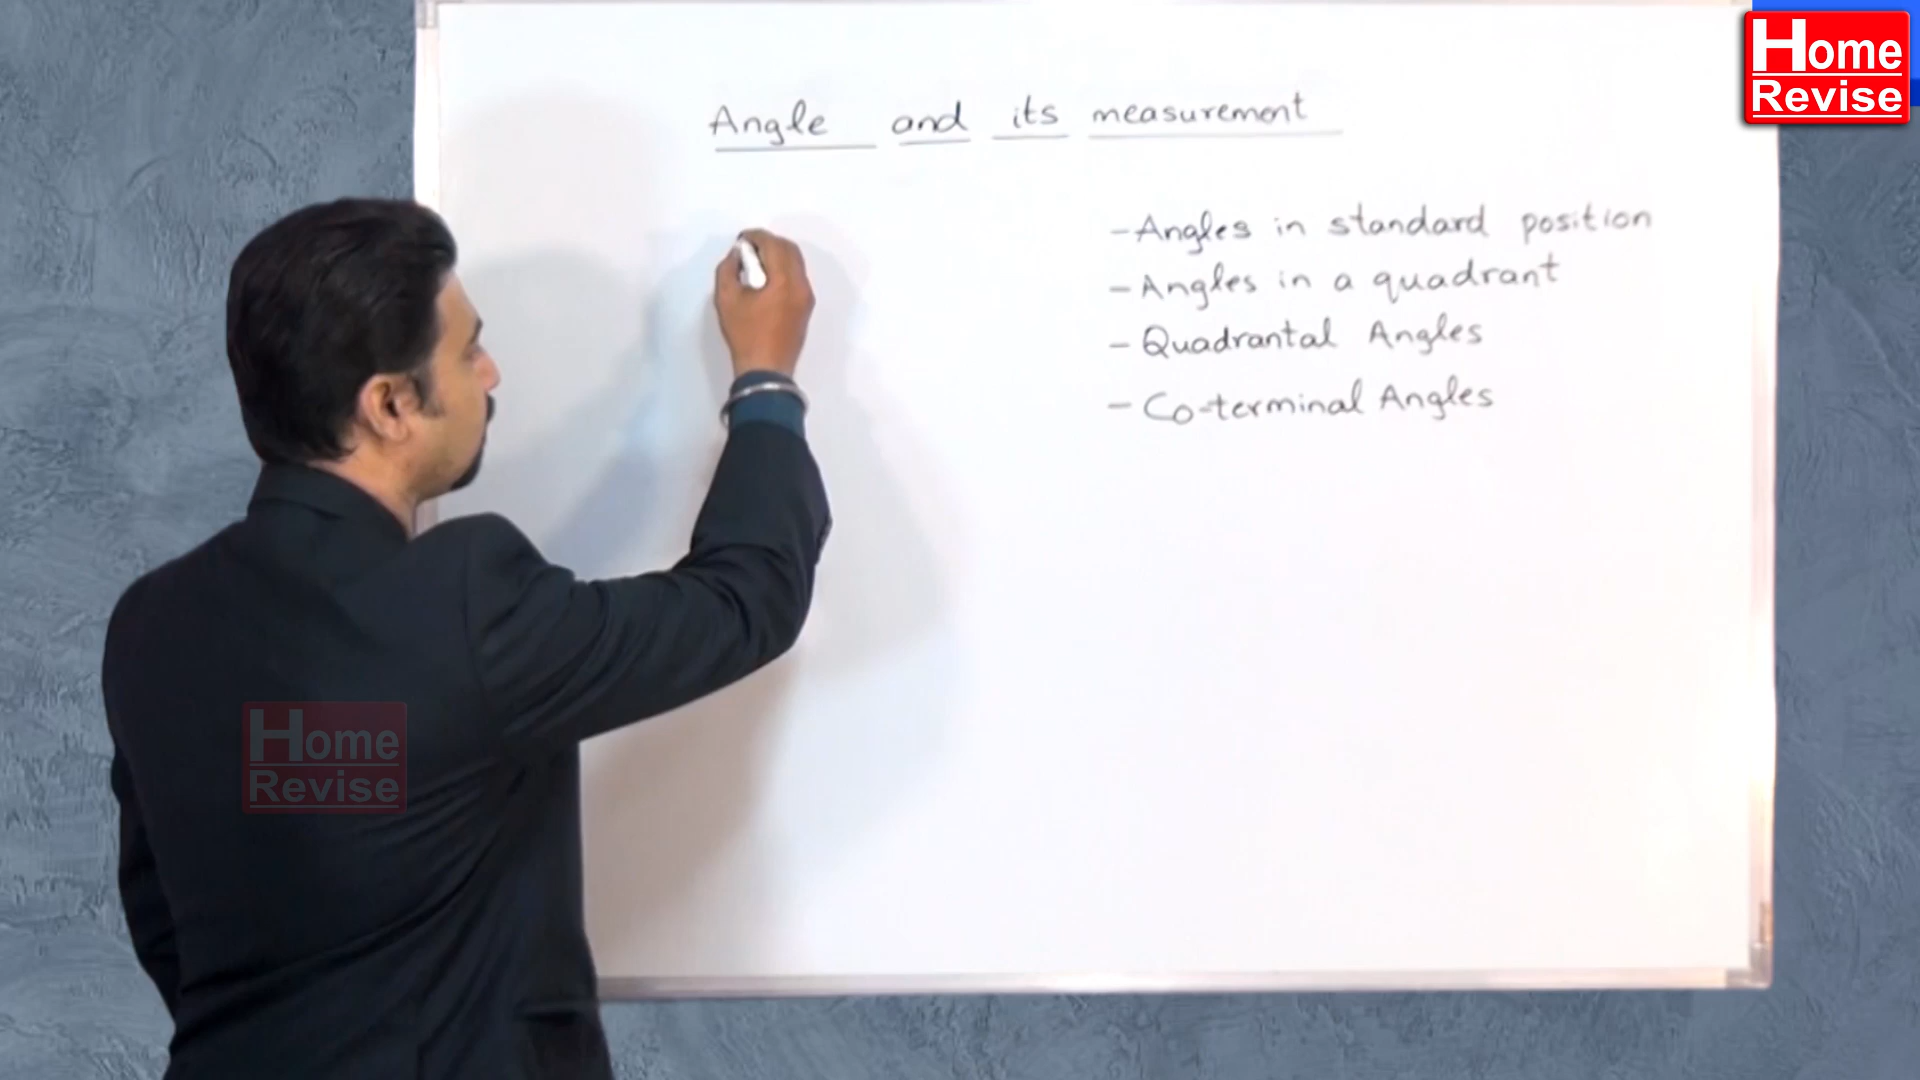 Home
Revise
Angle and its measurement
- Angles in standard position
- Angles in a quadrant
- Quadrantal Angles
- Co-terminal Angles
Home
Revise